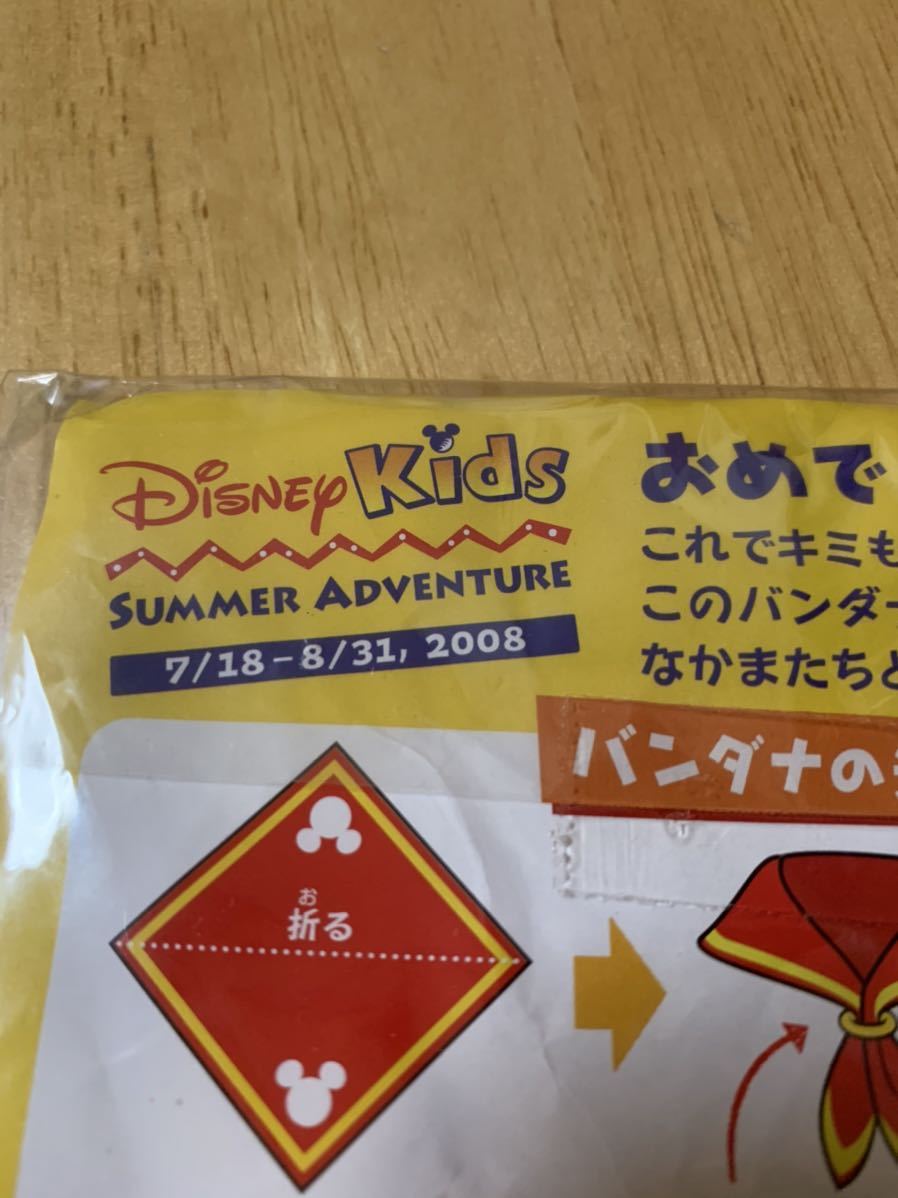 Disney Kids
SUMMER ADVENTURE
7/18-8/31, 2008
おめで
これでキミも
このバンダ
なかまたちと
バンダナの
お
折る